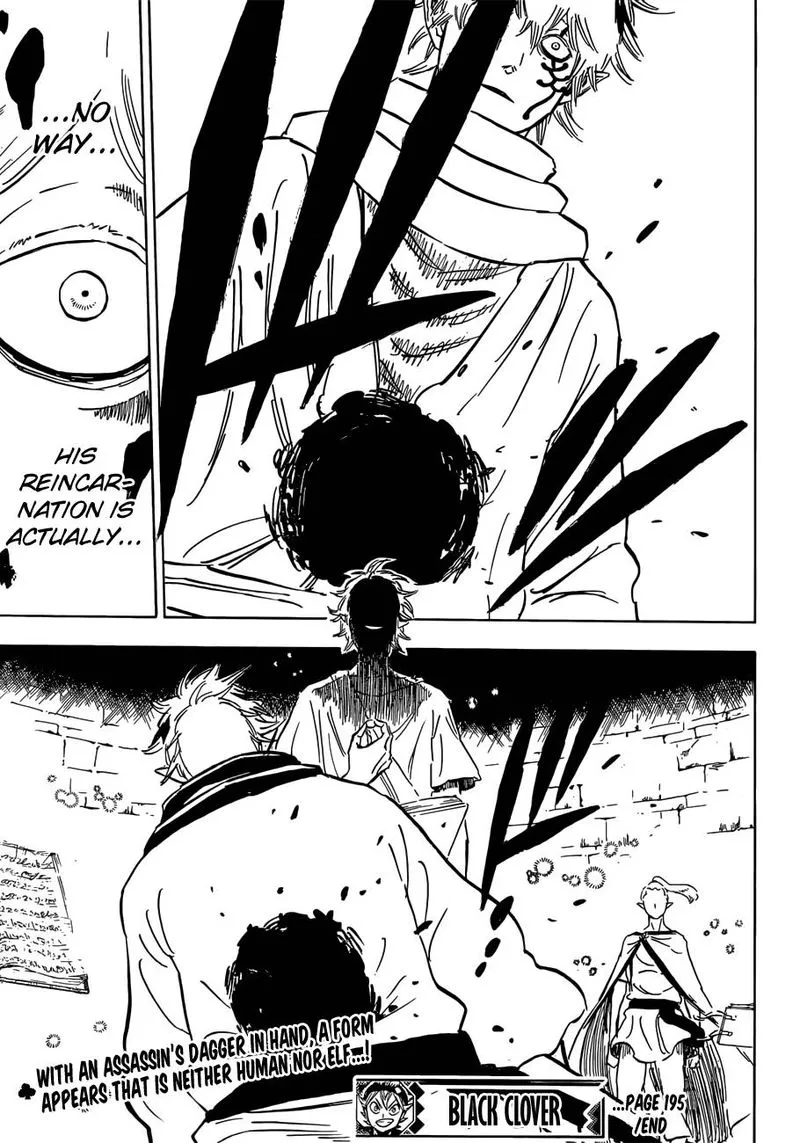 ...NO
WAY...
HIS
REINCAR-
NATION IS
ACTUALLY...
WITH AN ASSASSIN'S DAGGER IN HAND, A FORM
APPEARS THAT IS NEITHER HUMAN NOR ELF...!
BLACK CLOVER
...PAGE 195
/END